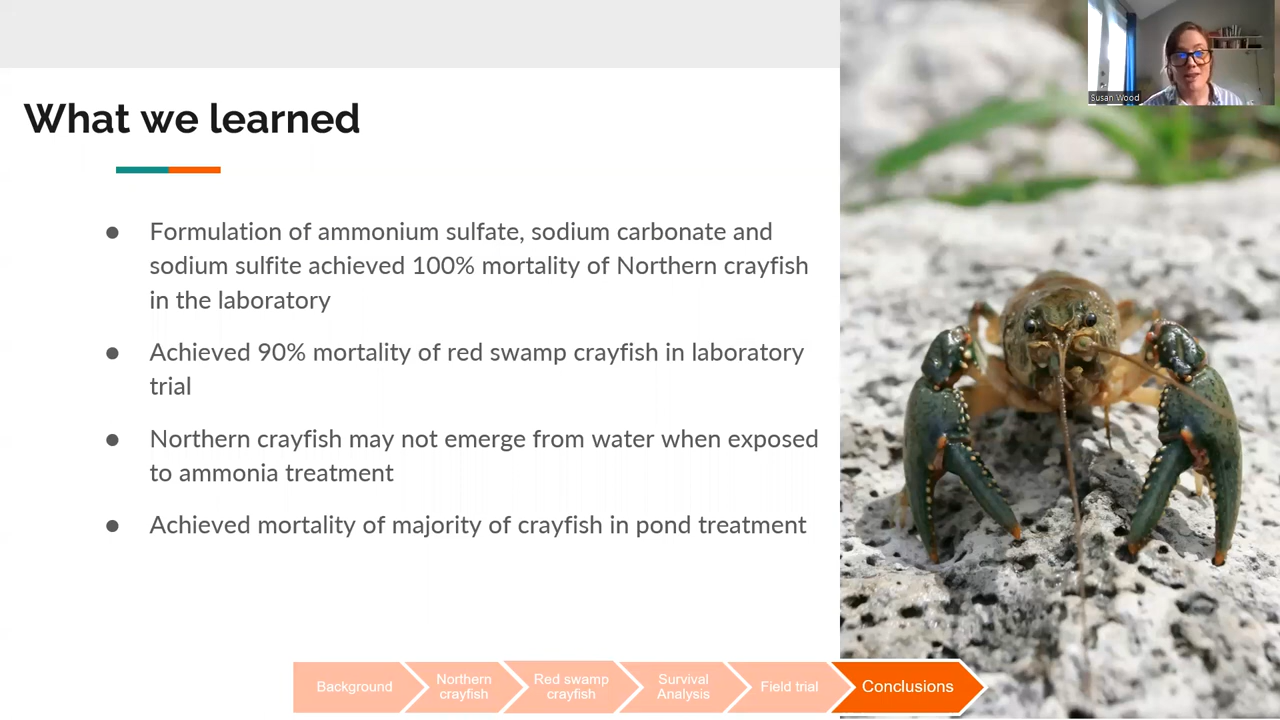 Susan Wood
What we learned
● Formulation of ammonium sulfate, sodium carbonate and
sodium sulfite achieved 100% mortality of Northern crayfish
in the laboratory
● Achieved 90% mortality of red swamp crayfish in laboratory
trial
● Northern crayfish may not emerge from water when exposed
to ammonia treatment
● Achieved mortality of majority of crayfish in pond treatment
Background
Northern
crayfish
Red swamp
crayfish
Survival
Analysis
Field trial
Conclusions